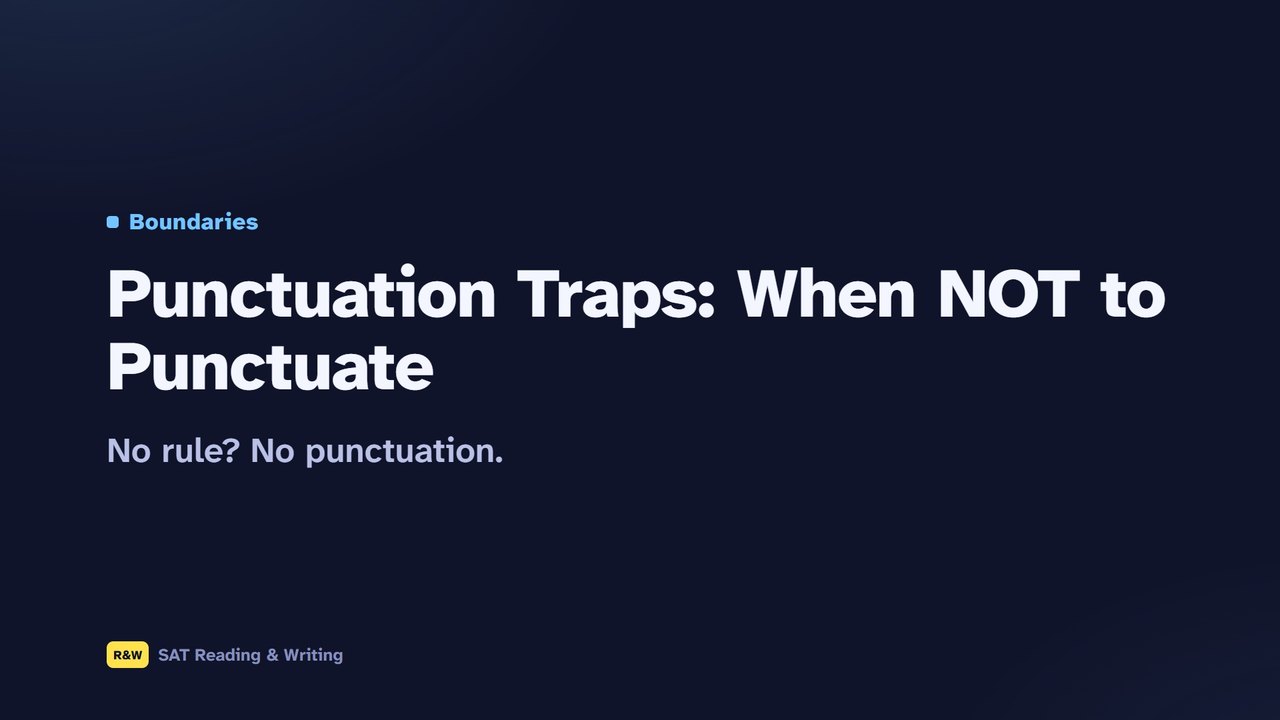 Boundaries
Punctuation Traps: When NOT to
Punctuate
No rule? No punctuation.
R&W SAT Reading & Writing